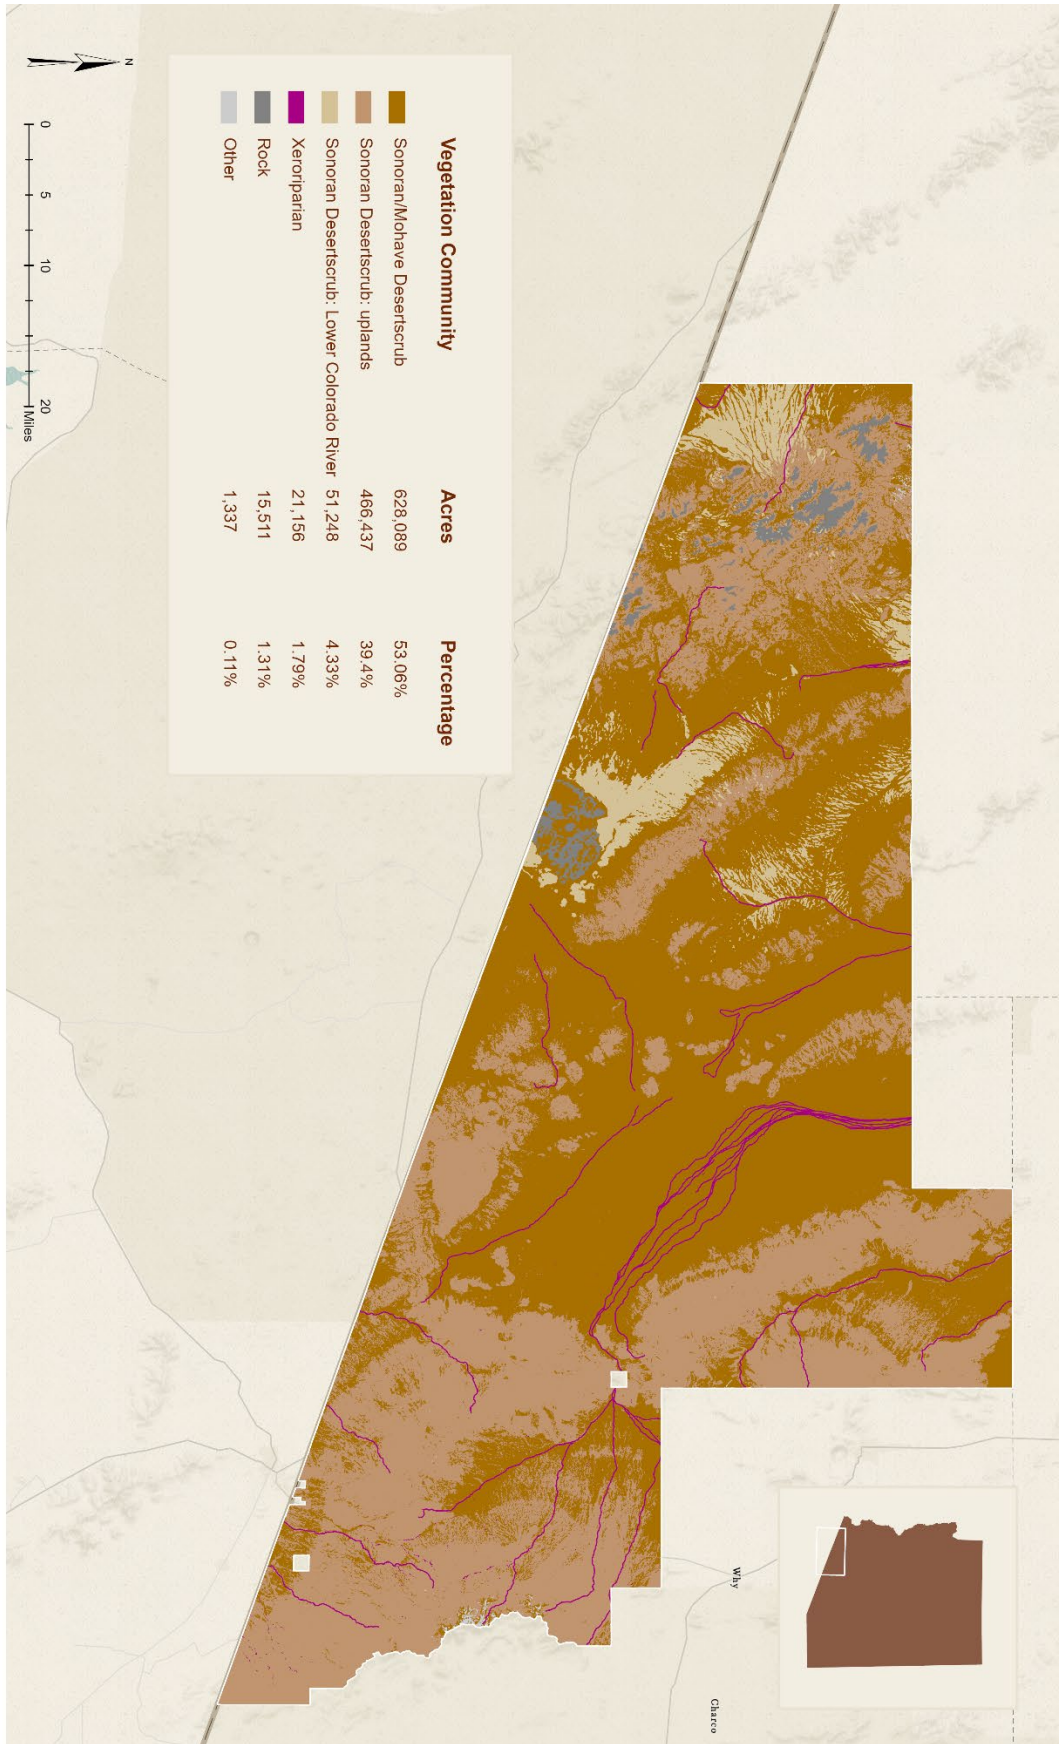 Vegetation Community Acres Percentage
Sonoran/Mohave Desertscrub 628,089 53.06%
Sonoran Desertscrub: uplands 466,437 39.4%
Sonoran Desertscrub: Lower Colorado River 51,248 4.33%
Xeroriparian 21,156 1.79%
Rock 15,511 1.31%
Other 1,337 0.11%
N
0 5 10 20
Miles
Why
Charco